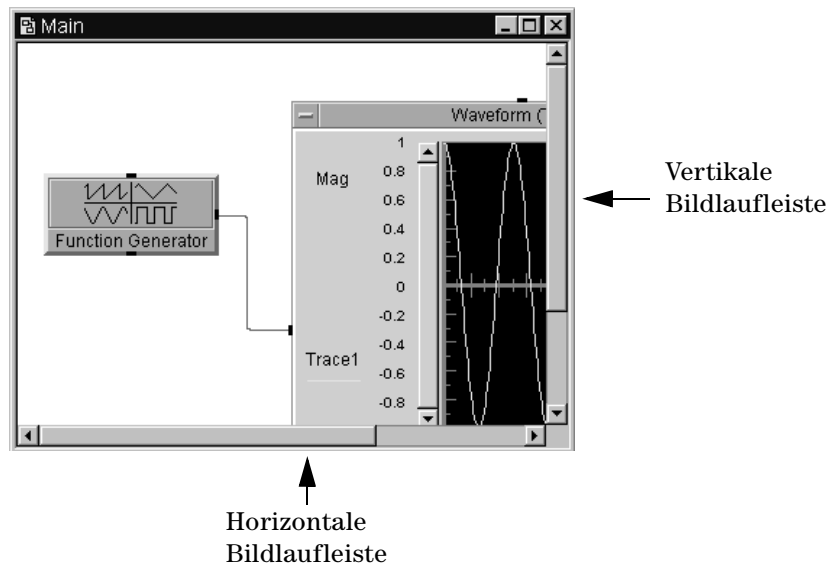 Main
Waveform (
Mag
1
0.8
0.6
0.4
0.2
0
-0.2
-0.4
-0.6
-0.8
Trace1
Function Generator
Vertikale
Bildlaufleiste
Horizontale
Bildlaufleiste